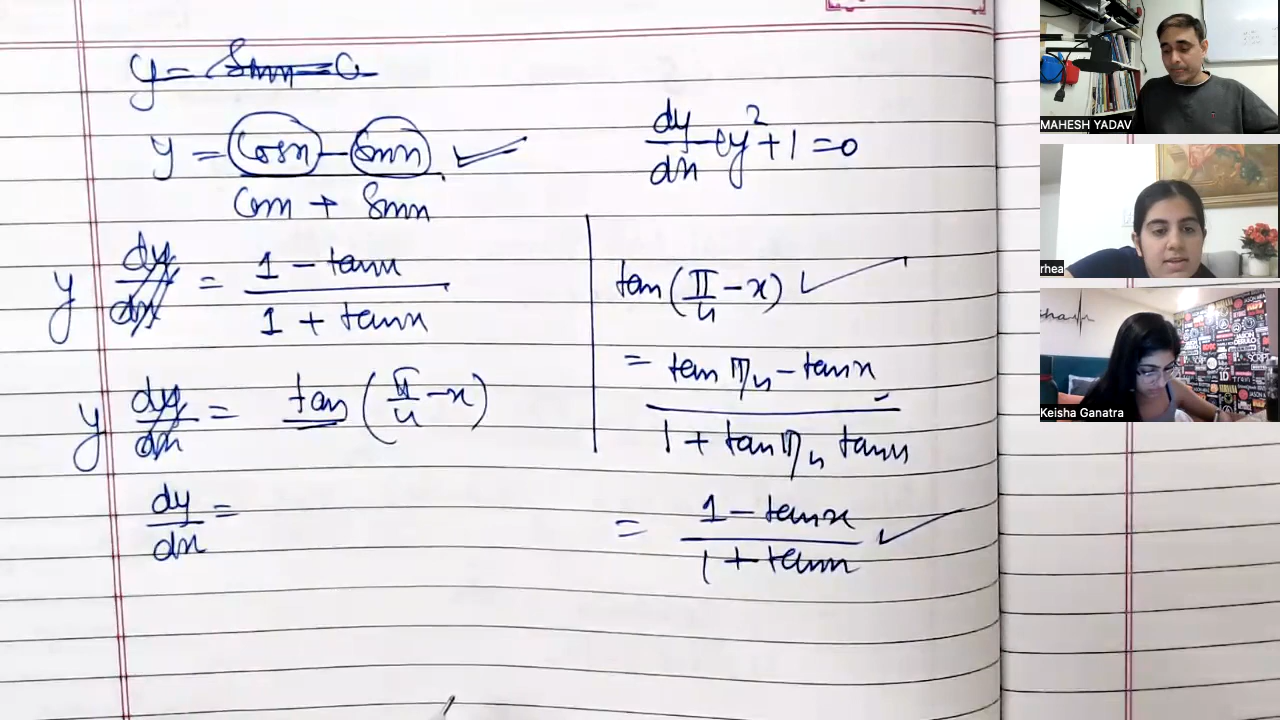 y = Sinx - C
y = Cosx - Sinx
Cosx + Sinx
dy/dx + y² + 1 = 0
y dy/dx = 1 - tanx
1 + tanx
tan(π/4 - x)
= tan π/4 - tanx
1 + tan π/4 tanx
y dy/dx = tan(π/4 - x)
dy/dx =
= 1 - tanx
1 + tanx
MAHESH YADAV
rhea
Keisha Ganatra